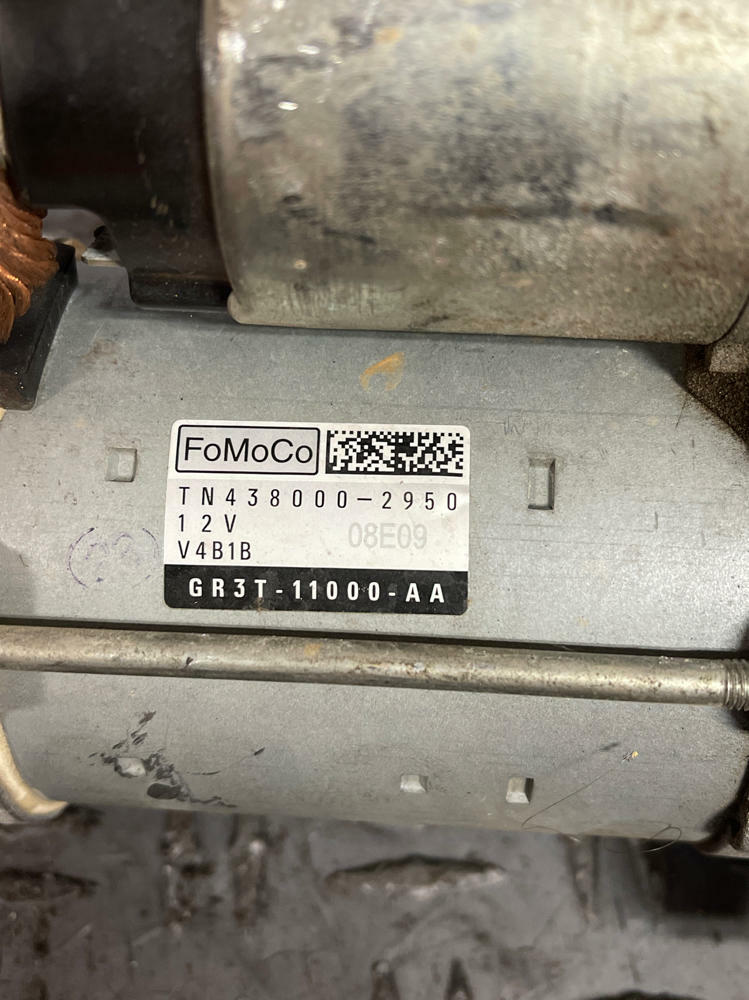 FoMoCo
TN438000-2950
12V
08E09
V4B1B
GR3T-11000-AA